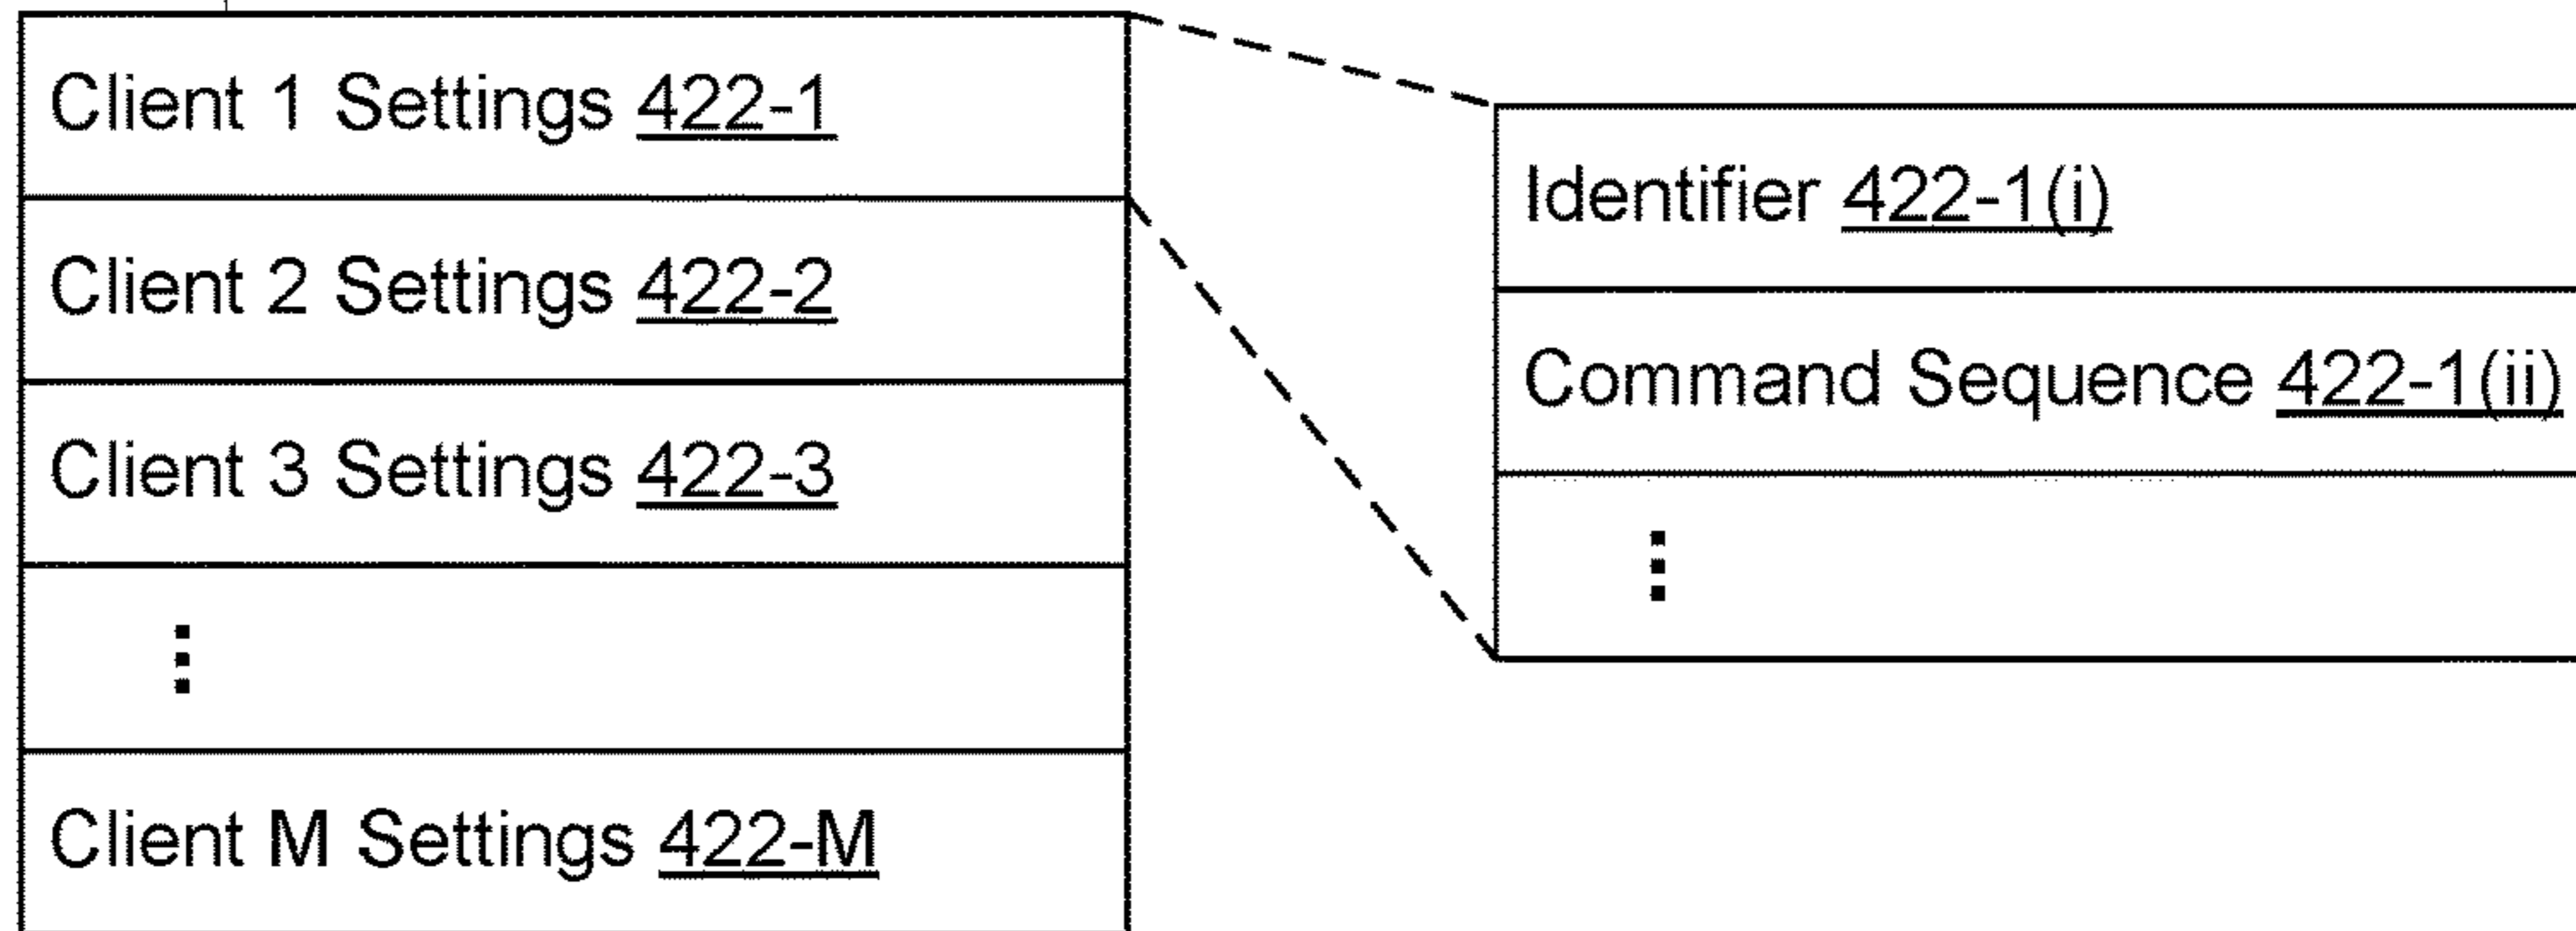 Client 1 Settings 422-1
Client 2 Settings 422-2
Client 3 Settings 422-3
⋮
Client M Settings 422-M
Identifier 422-1(i)
Command Sequence 422-1(ii)
⋮